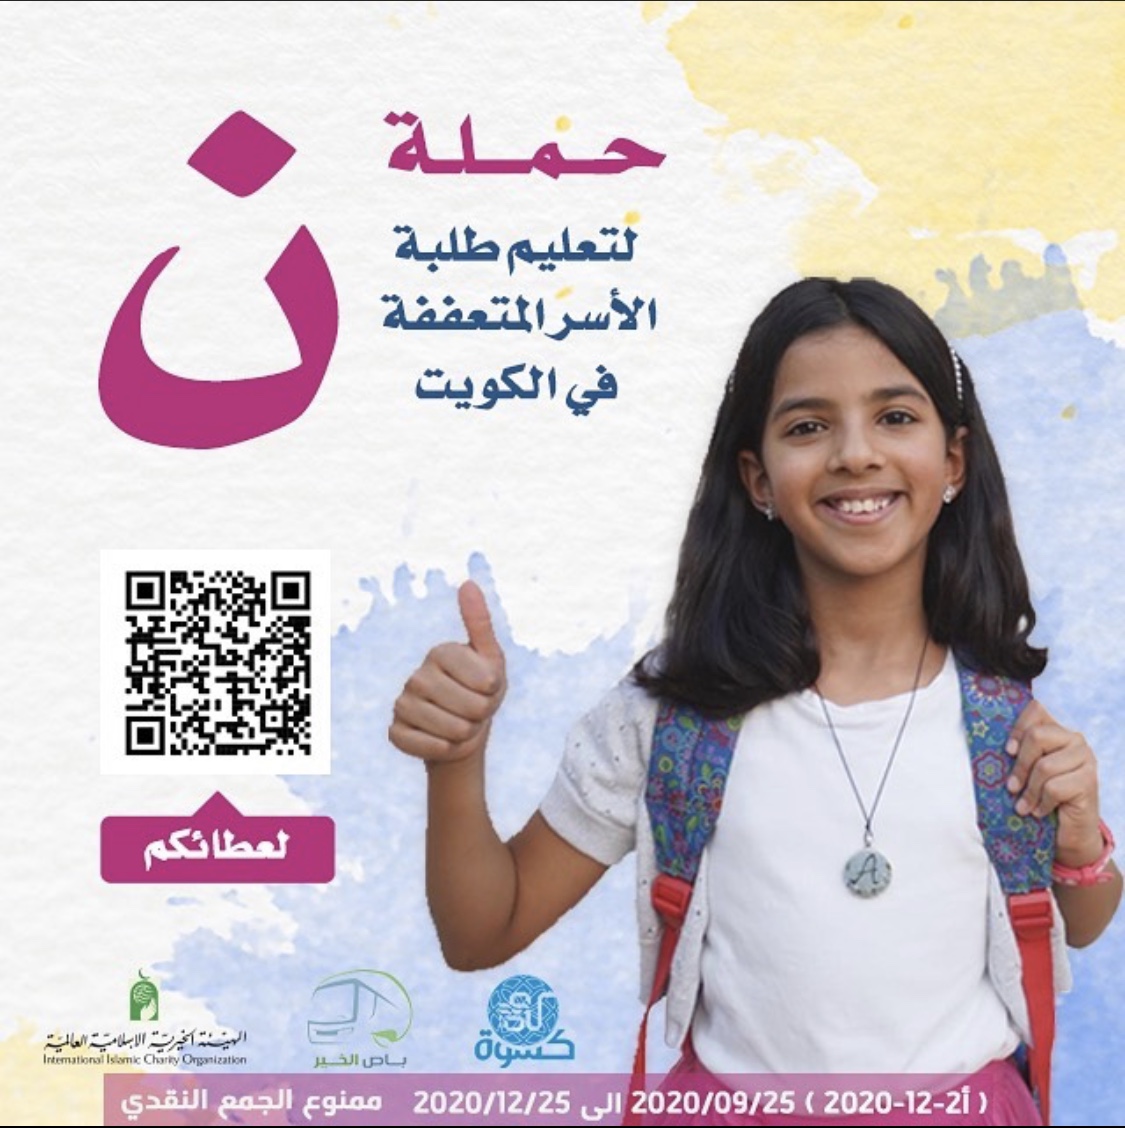 حملة
ن
لتعليم طلبة
الأسر المتعففة
في الكويت
لعطائكم
كسوة
باص الخير
الهيئة الخيرية الإسلامية العالمية
International Islamic Charity Organization
( أ2-12-2020 ) 2020/09/25 الى 2020/12/25 ممنوع الجمع النقدي
A